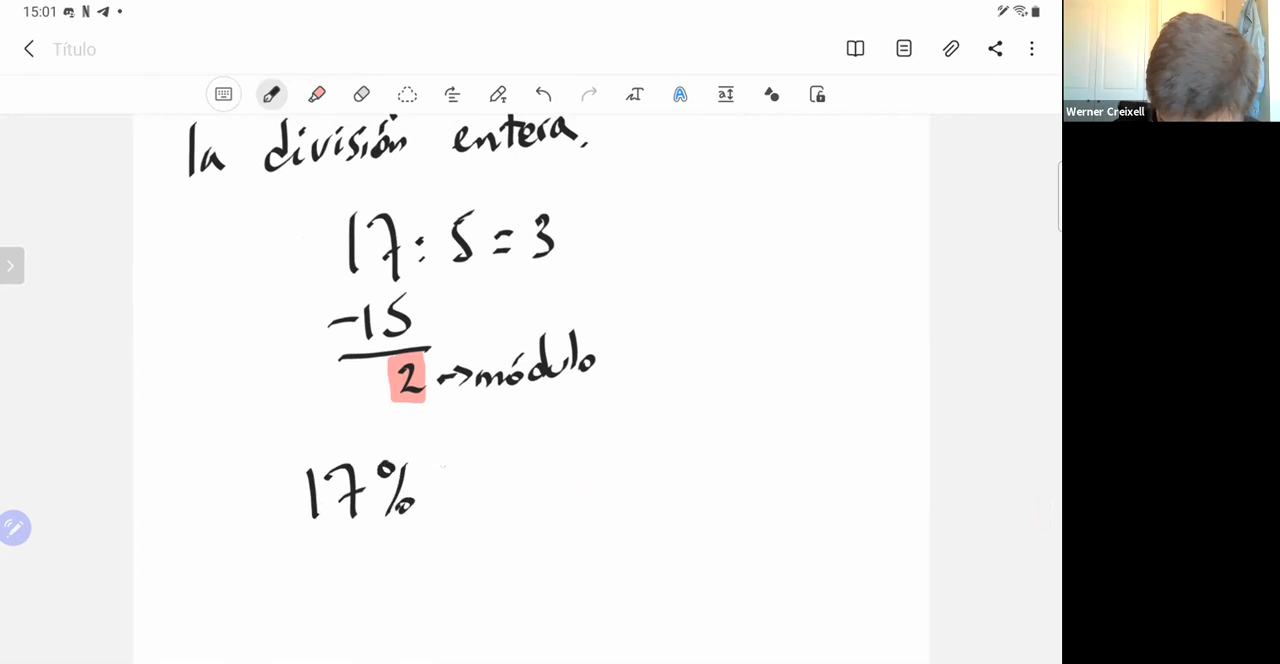 15:01
Título
Werner Creixell
la división entera.
17: 5 = 3
-15
2 -> módulo
17%